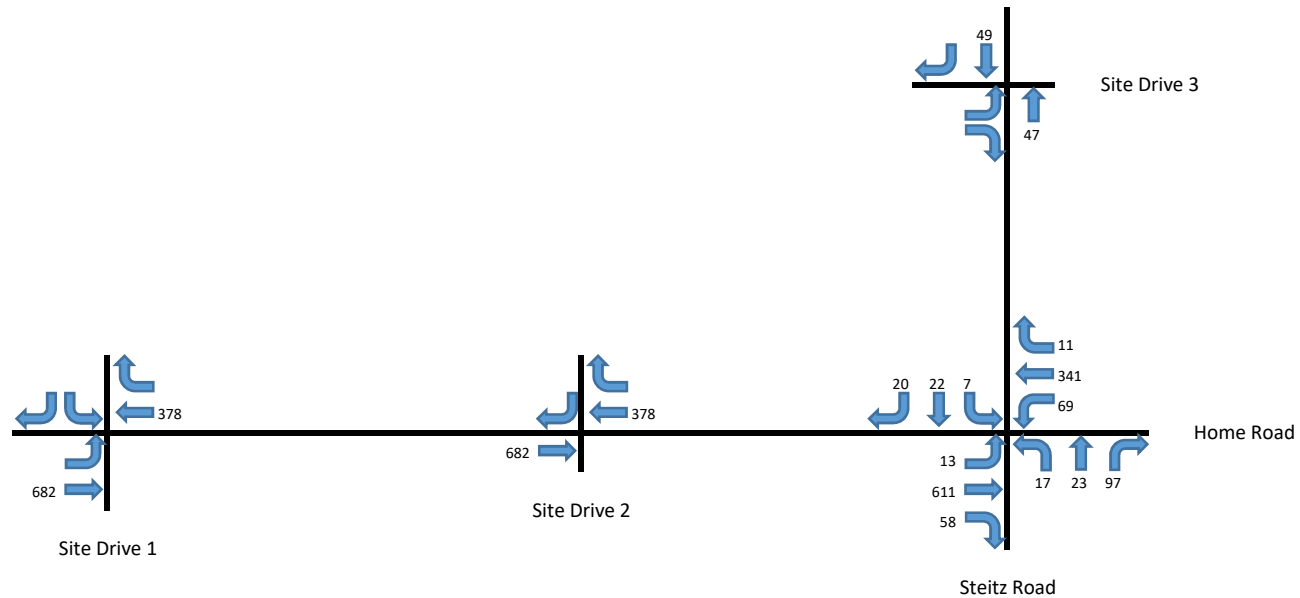 49
Site Drive 3
47
11
341
69
20 22 7
378
378
682
682
13
611
58
17 23 97
Home Road
Site Drive 1
Site Drive 2
Steitz Road